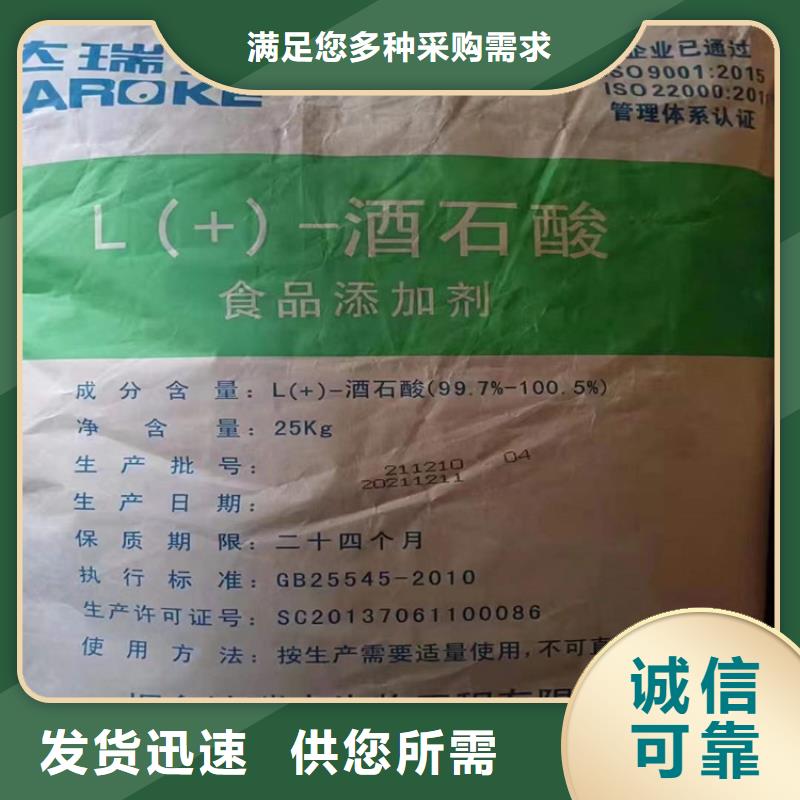 满足您多种采购需求
杰瑞
AROKE
企业已通过
ISO9001:2015
ISO22000:201
管理体系认证
L(+)-酒石酸
食品添加剂
成分含量: L(+)-酒石酸(99.7%-100.5%)
净含量: 25Kg
生产批号: 211210 04
生产日期: 20211211
保质期限: 二十四个月
执行标准: GB25545-2010
生产许可证号: SC20137061100086
使用方法: 按生产需要适量使用,不可直
诚信
可靠
发货迅速 供您所需